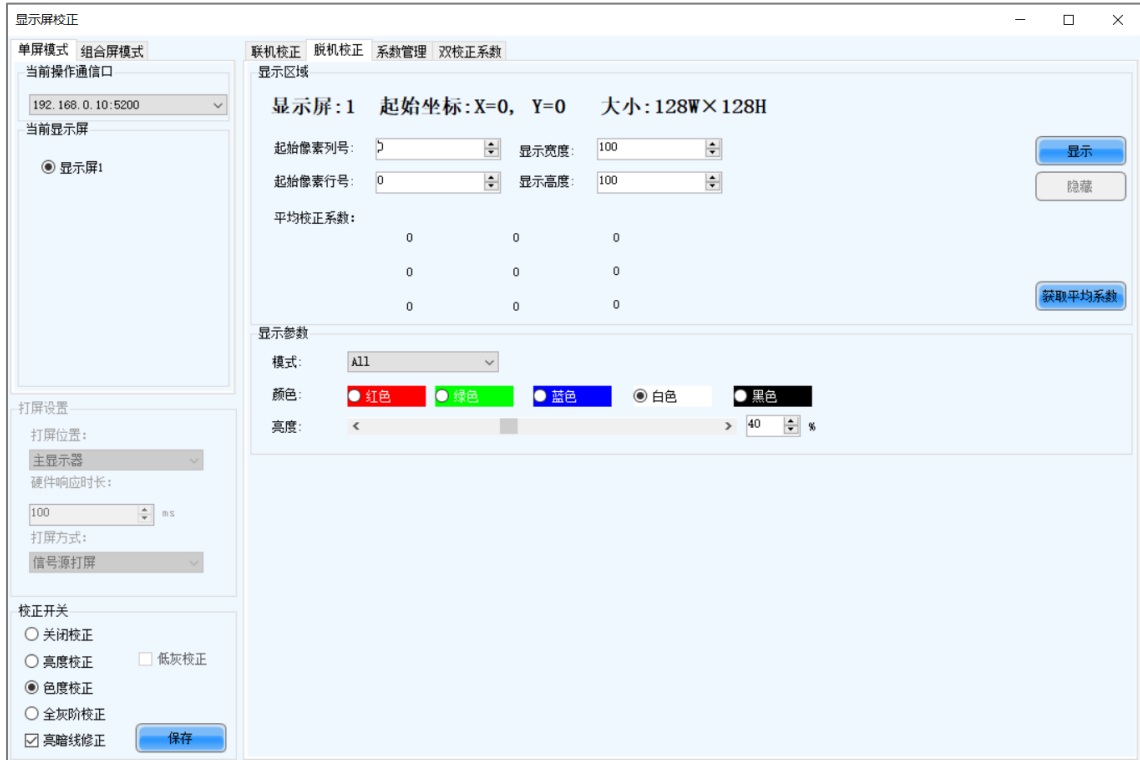 显示屏校正
单屏模式 组合屏模式
当前操作通信口
192.168.0.10:5200
当前显示屏
显示屏1
打屏设置
打屏位置:
主显示器
硬件响应时长:
100 ms
打屏方式:
信号源打屏
校正开关
关闭校正
亮度校正 低灰校正
色度校正
全灰阶校正
亮暗线修正 保存
联机校正 脱机校正 系数管理 双校正系数
显示区域
显示屏:1 起始坐标:X=0, Y=0 大小:128W×128H
起始像素列号: 显示宽度: 100 显示
起始像素行号: 0 显示高度: 100 隐藏
平均校正系数:
0 0 0
0 0 0
0 0 0
获取平均系数
显示参数
模式: All
颜色: 红色 绿色 蓝色 白色 黑色
亮度: 40 %